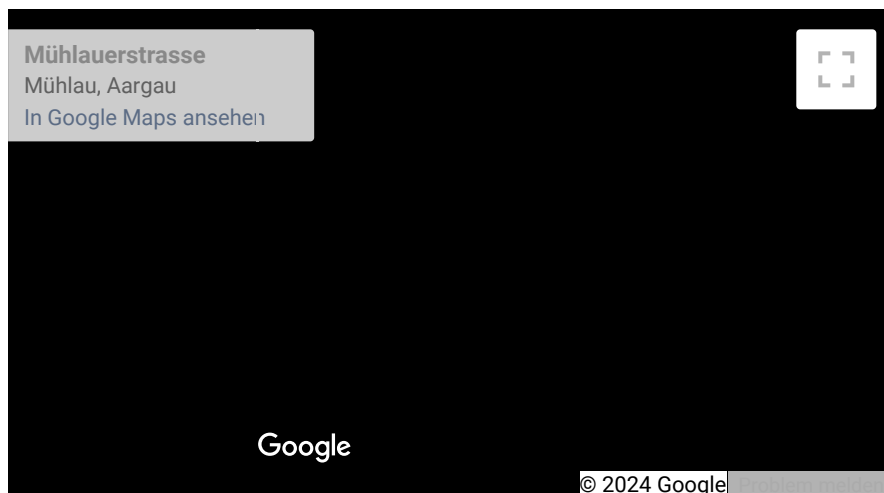 Mühlauerstrasse
Mühlau, Aargau
In Google Maps ansehen
Google
© 2024 Google
Problem melden